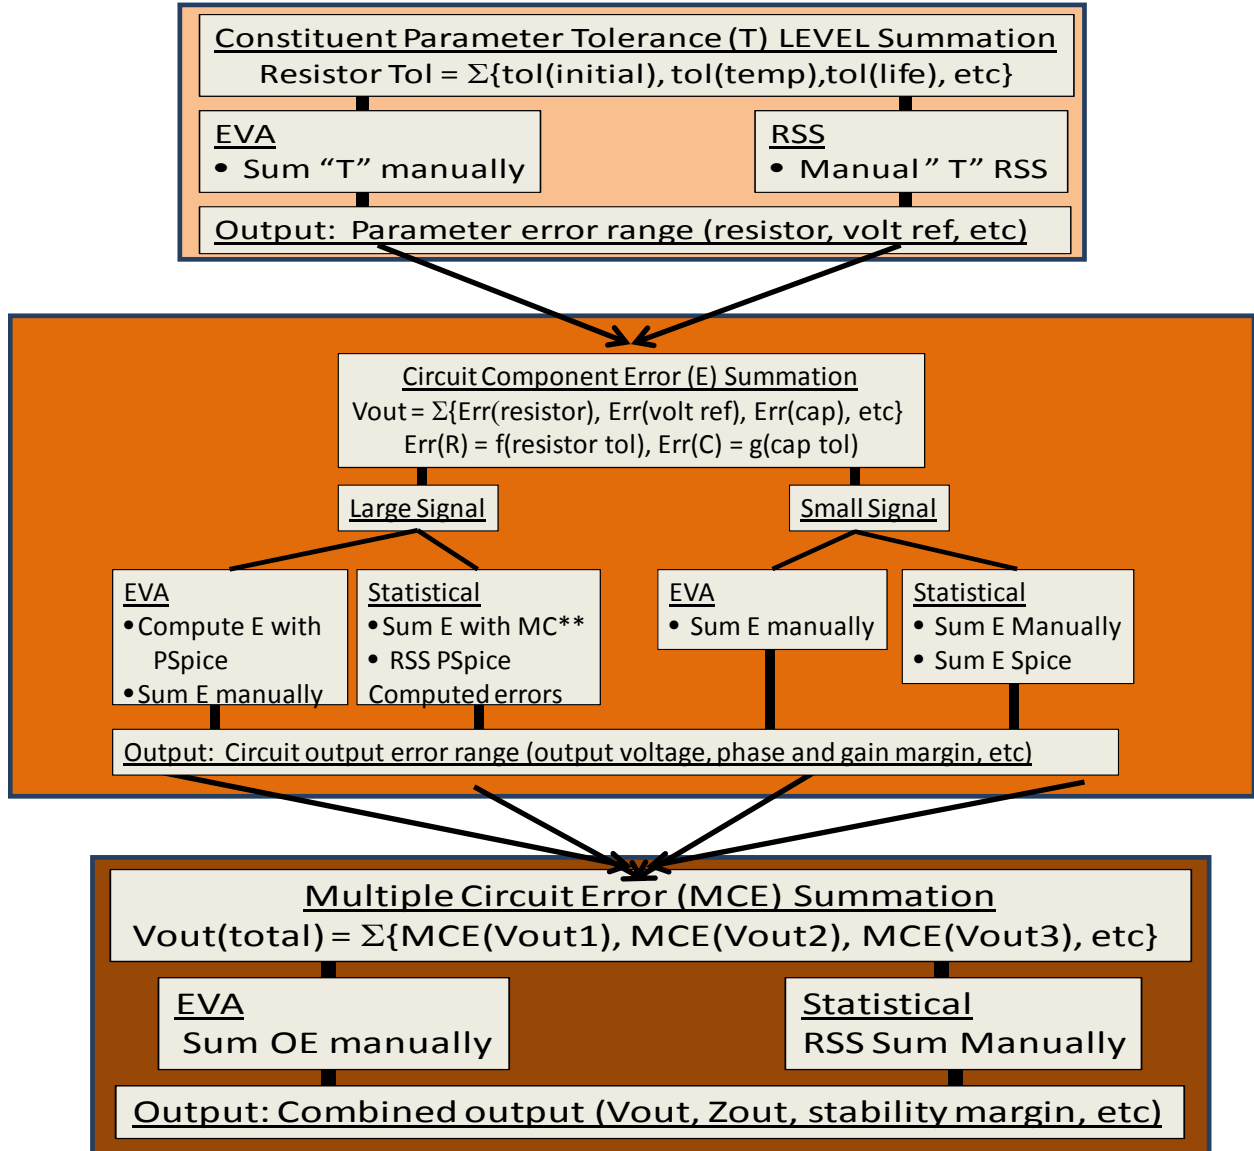 Constituent Parameter Tolerance (T) LEVEL Summation
Resistor Tol = Σ{tol(initial), tol(temp),tol(life), etc}
EVA
• Sum “T” manually
RSS
• Manual” T” RSS
Output: Parameter error range (resistor, volt ref, etc)
Circuit Component Error (E) Summation
Vout = Σ{Err(resistor), Err(volt ref), Err(cap), etc}
Err(R) = f(resistor tol), Err(C) = g(cap tol)
Large Signal
Small Signal
EVA
•Compute E with
PSpice
•Sum E manually
Statistical
•Sum E with MC**
• RSS PSpice
Computed errors
EVA
• Sum E manually
Statistical
• Sum E Manually
• Sum E Spice
Output: Circuit output error range (output voltage, phase and gain margin, etc)
Multiple Circuit Error (MCE) Summation
Vout(total) = Σ{MCE(Vout1), MCE(Vout2), MCE(Vout3), etc}
EVA
Sum OE manually
Statistical
RSS Sum Manually
Output: Combined output (Vout, Zout, stability margin, etc)